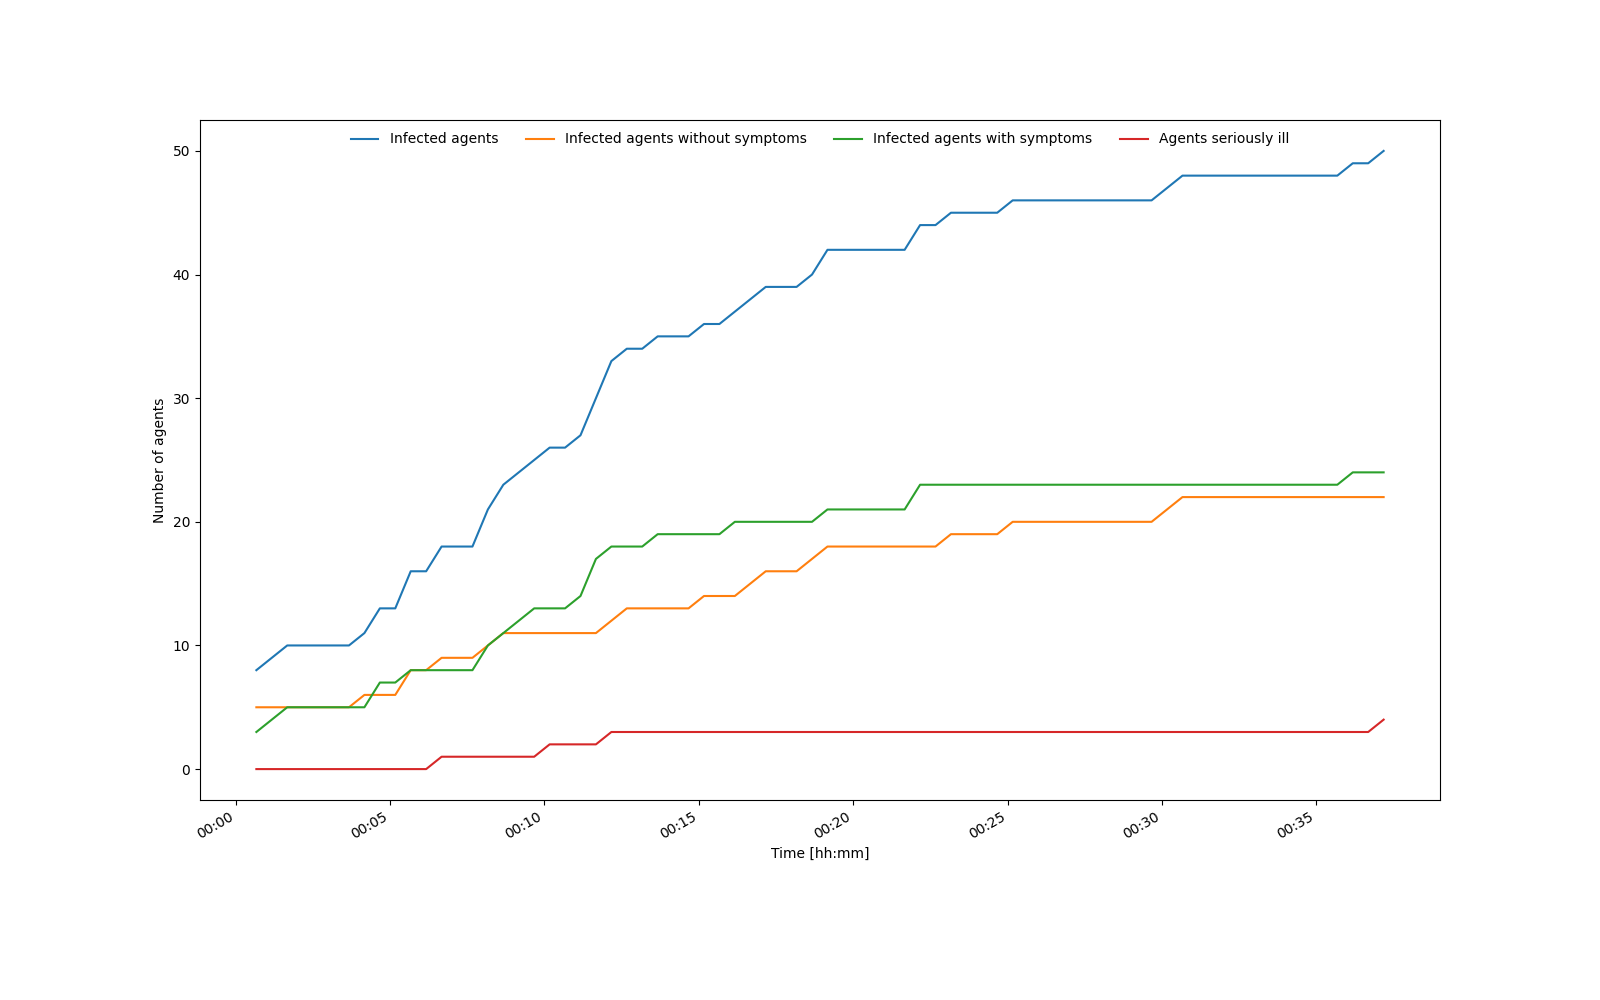 Infected agents Infected agents without symptoms Infected agents with symptoms Agents seriously ill
50
40
30
20
10
0
Number of agents
00:00 00:05 00:10 00:15 00:20 00:25 00:30 00:35
Time [hh:mm]